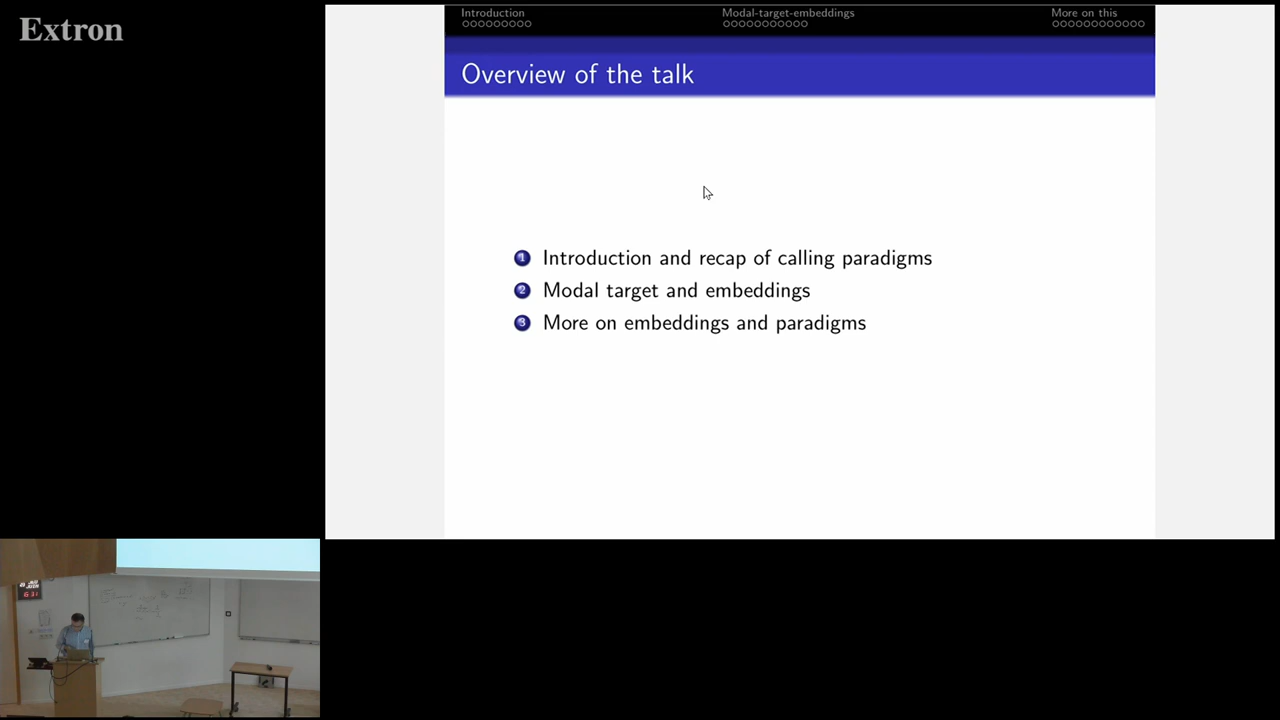 Extron
Introduction
Modal-target-embeddings
More on this
Overview of the talk
1 Introduction and recap of calling paradigms
2 Modal target and embeddings
3 More on embeddings and paradigms